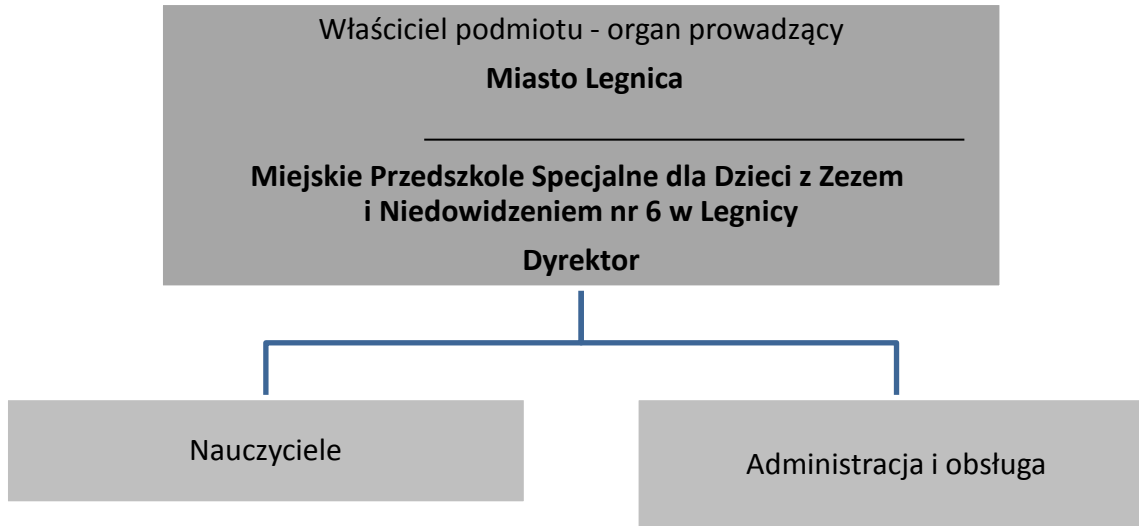 Właściciel podmiotu - organ prowadzący
Miasto Legnica
Miejskie Przedszkole Specjalne dla Dzieci z Zezem
i Niedowidzeniem nr 6 w Legnicy
Dyrektor
Nauczyciele
Administracja i obsługa